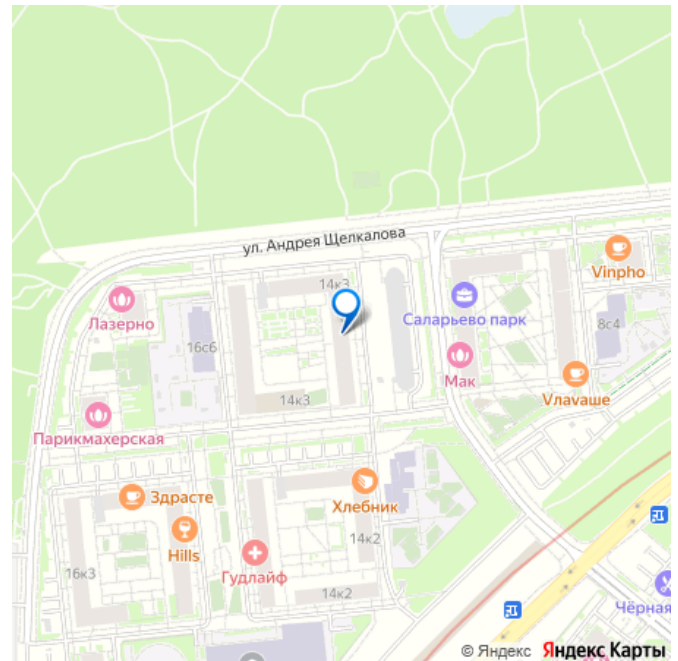 ул. Андрея Щелкалова
Vinpho
14к3
Лазерно
Саларьево парк
8с4
16с6
Мак
Vлаvаше
14к3
Парикмахерская
Здрасте
Хлебник
Hills
14к2
16к3
Гудлайф
14к2
Чёрная
© Яндекс Яндекс Карты